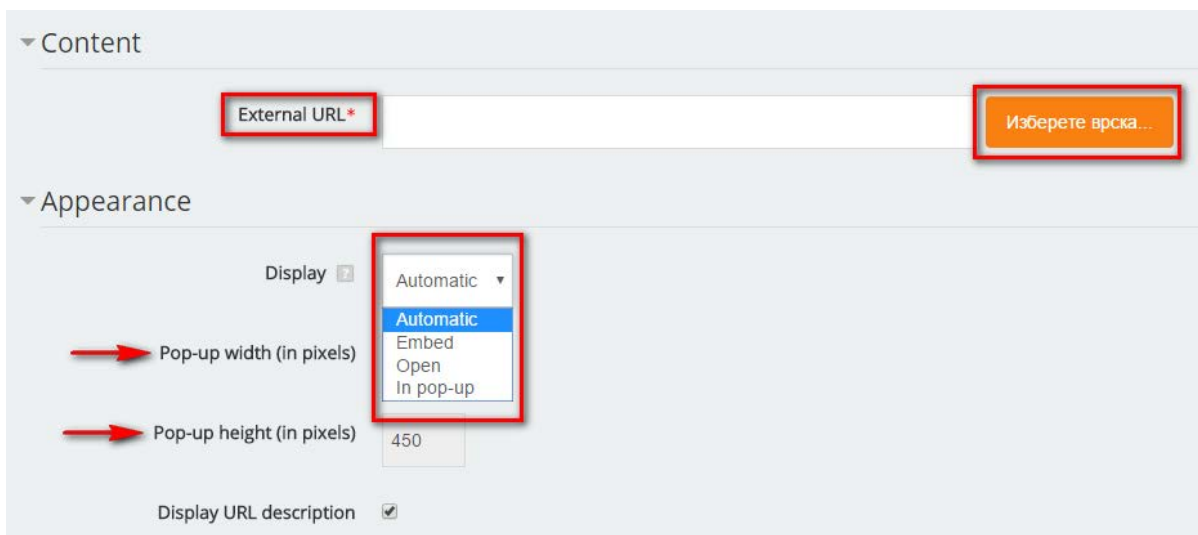 Content
External URL*
Изберете врска...
Appearance
Display ?
Automatic
Automatic
Embed
Open
In pop-up
Pop-up width (in pixels)
Pop-up height (in pixels)
450
Display URL description